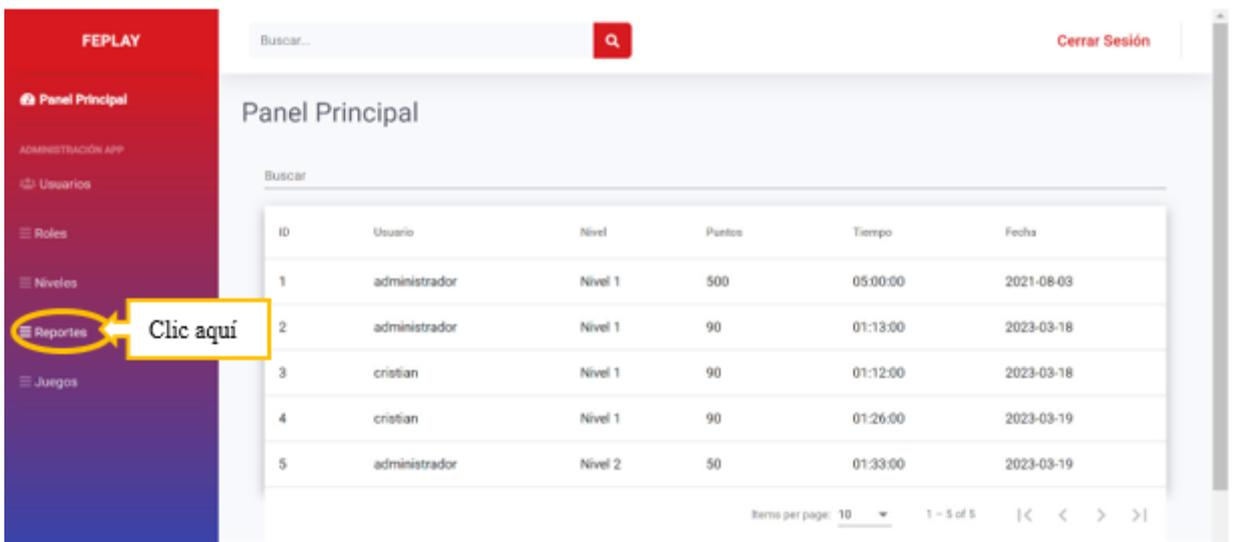 FEPLAY
Buscar...
Cerrar Sesión
Panel Principal
Panel Principal
ADMINISTRACIÓN APP
Usuarios
Roles
Niveles
Reportes
Clic aquí
Juegos
Buscar
ID Usuario Nivel Puntos Tiempo Fecha
1 administrador Nivel 1 500 05:00:00 2021-08-03
2 administrador Nivel 1 90 01:13:00 2023-03-18
3 cristian Nivel 1 90 01:12:00 2023-03-18
4 cristian Nivel 1 90 01:26:00 2023-03-19
5 administrador Nivel 2 50 01:33:00 2023-03-19
Items per page: 10 1 – 5 of 5